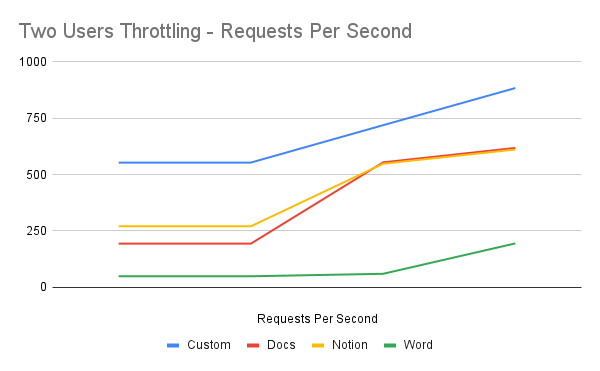 Two Users Throttling - Requests Per Second
1000
750
500
250
0
Requests Per Second
Custom Docs Notion Word